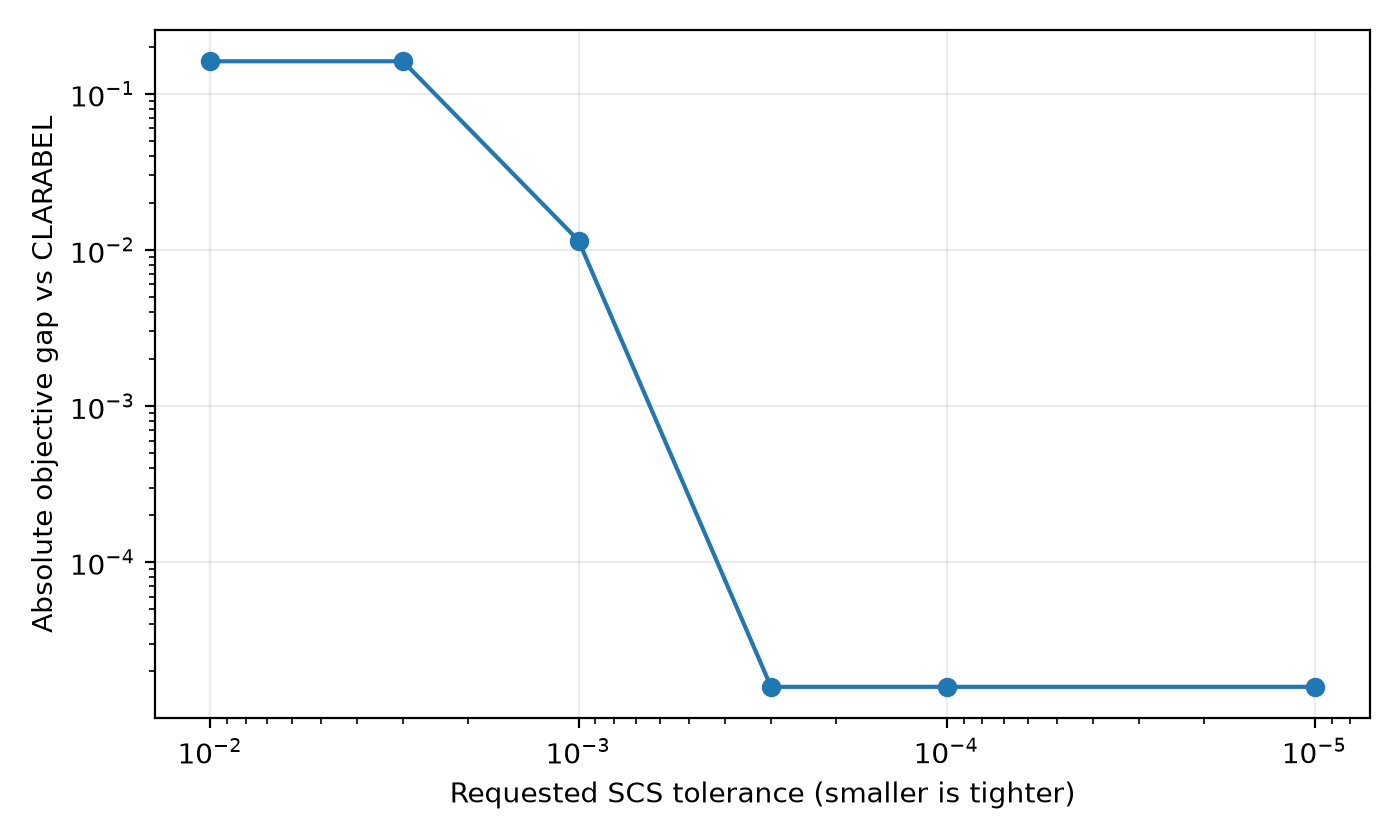 Absolute objective gap vs CLARABEL
10⁻¹
10⁻²
10⁻³
10⁻⁴
10⁻² 10⁻³ 10⁻⁴ 10⁻⁵
Requested SCS tolerance (smaller is tighter)